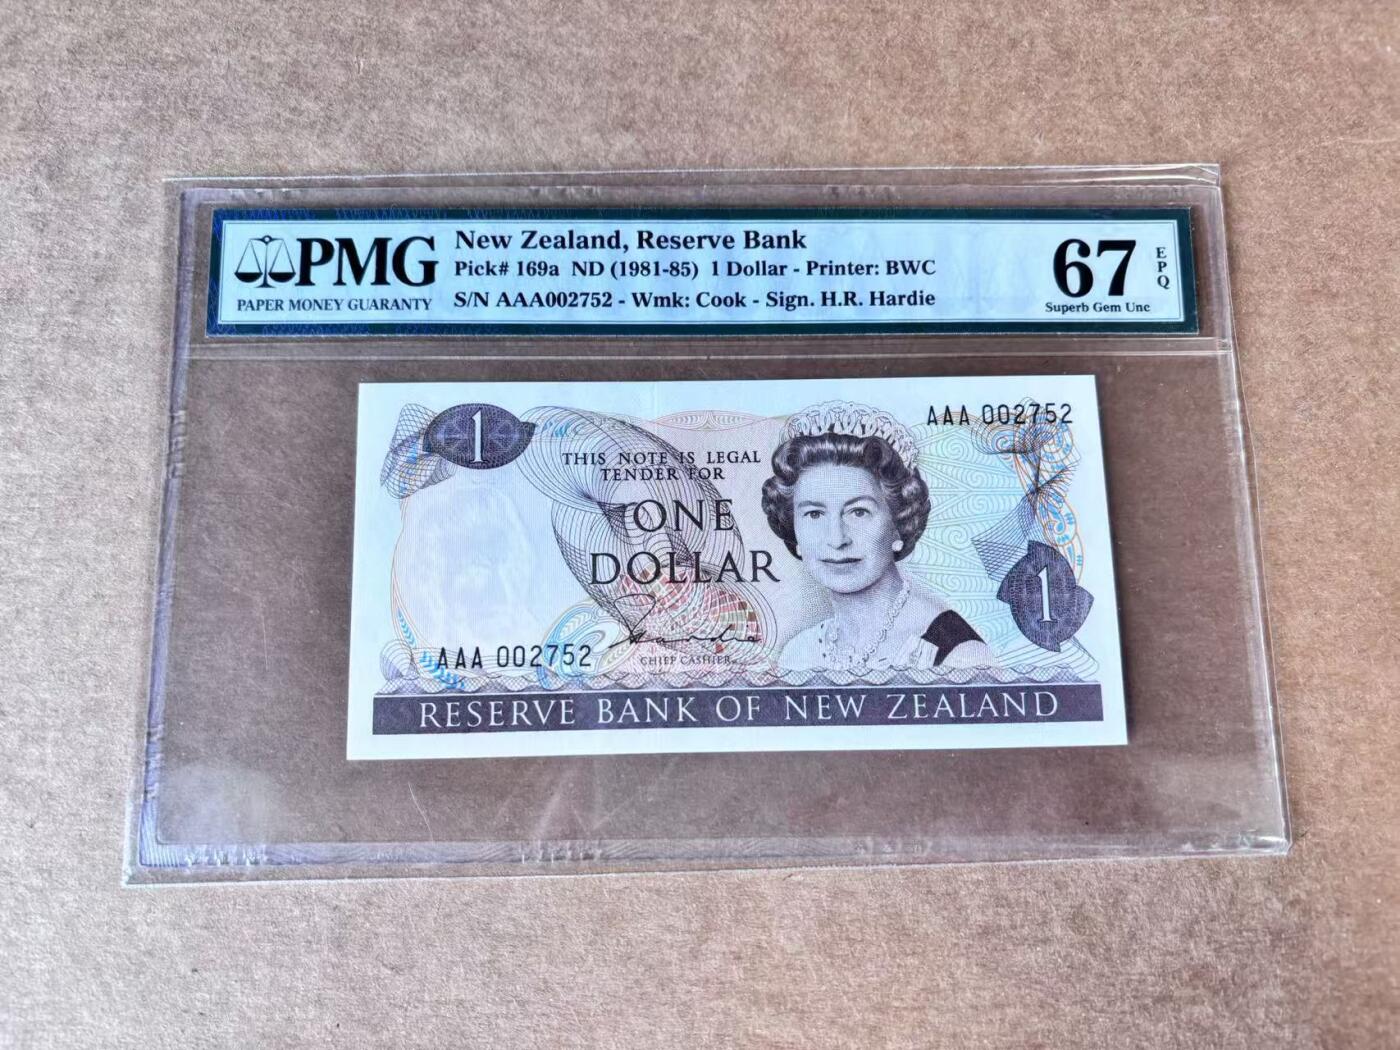 PMG
PAPER MONEY GUARANTY
New Zealand, Reserve Bank
Pick# 169a ND (1981-85) 1 Dollar - Printer: BWC
S/N AAA002752 - Wmk: Cook - Sign. H.R. Hardie
67
EPQ
Superb Gem Unc
1
AAA 002752
THIS NOTE IS LEGAL
TENDER FOR
ONE
DOLLAR
1
Hardie
AAA 002752
CHIEF CASHIER
RESERVE BANK OF NEW ZEALAND